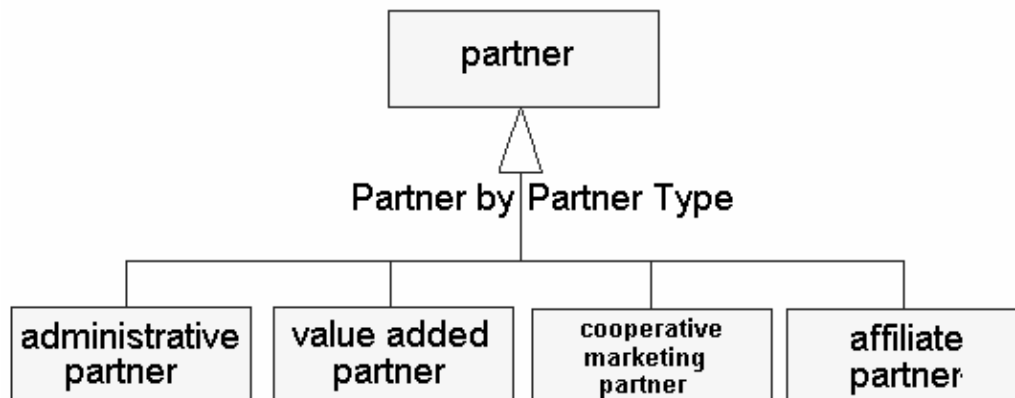 partner
Partner by Partner Type
administrative
partner
value added
partner
cooperative
marketing
partner
affiliate
partner